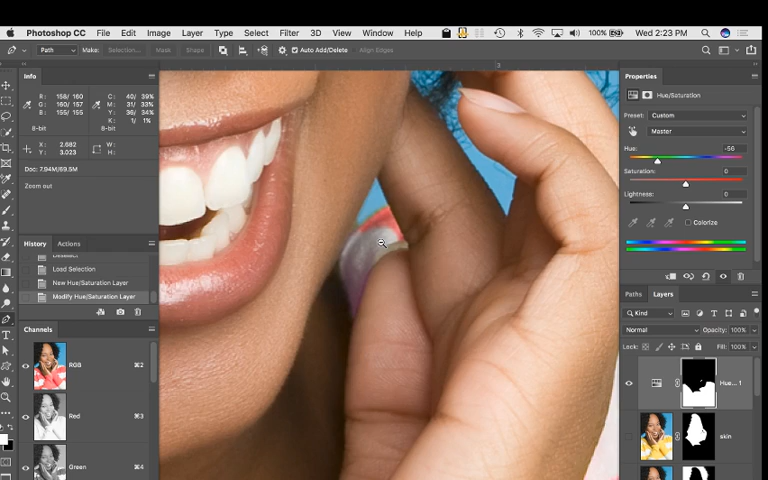 Photoshop CC File Edit Image Layer Type Select Filter 3D View Window Help 100% Wed 2:23 PM
Path Make: Selection... Mask Shape Auto Add/Delete Align Edges
3
Info
R: 158/ 160
G: 160/ 157
B: 155/ 155
8-bit
C: 40/ 39%
M: 31/ 33%
Y: 36/ 34%
K: 1/ 1%
8-bit
X: 2.682
Y: 3.023
W:
H:
Doc: 7.94M/69.5M
Zoom out
History Actions
Load Selection
New Hue/Saturation Layer
Modify Hue/Saturation Layer
Channels
RGB ⌘2
Red ⌘3
Green ⌘4
Properties
Hue/Saturation
Preset: Custom
Master
Hue: -56
Saturation: 0
Lightness: 0
Colorize
Paths Layers
Kind
Normal Opacity: 100%
Lock: Fill: 100%
Hue... 1
skin